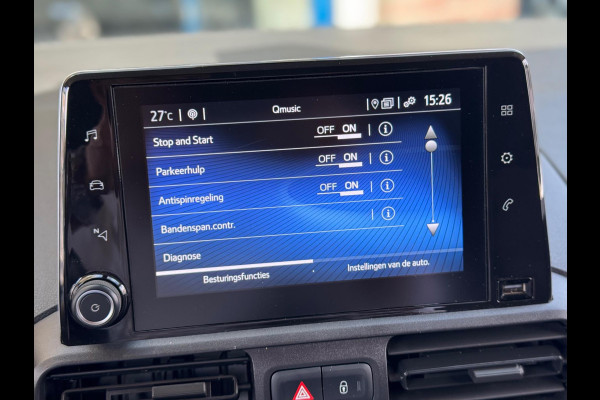 27°C Qmusic 15:26
Stop and Start OFF ON
Parkeerhulp OFF ON
Antispinregeling OFF ON
Bandenspan.contr.
Diagnose
Besturingsfuncties Instellingen van de auto.
N